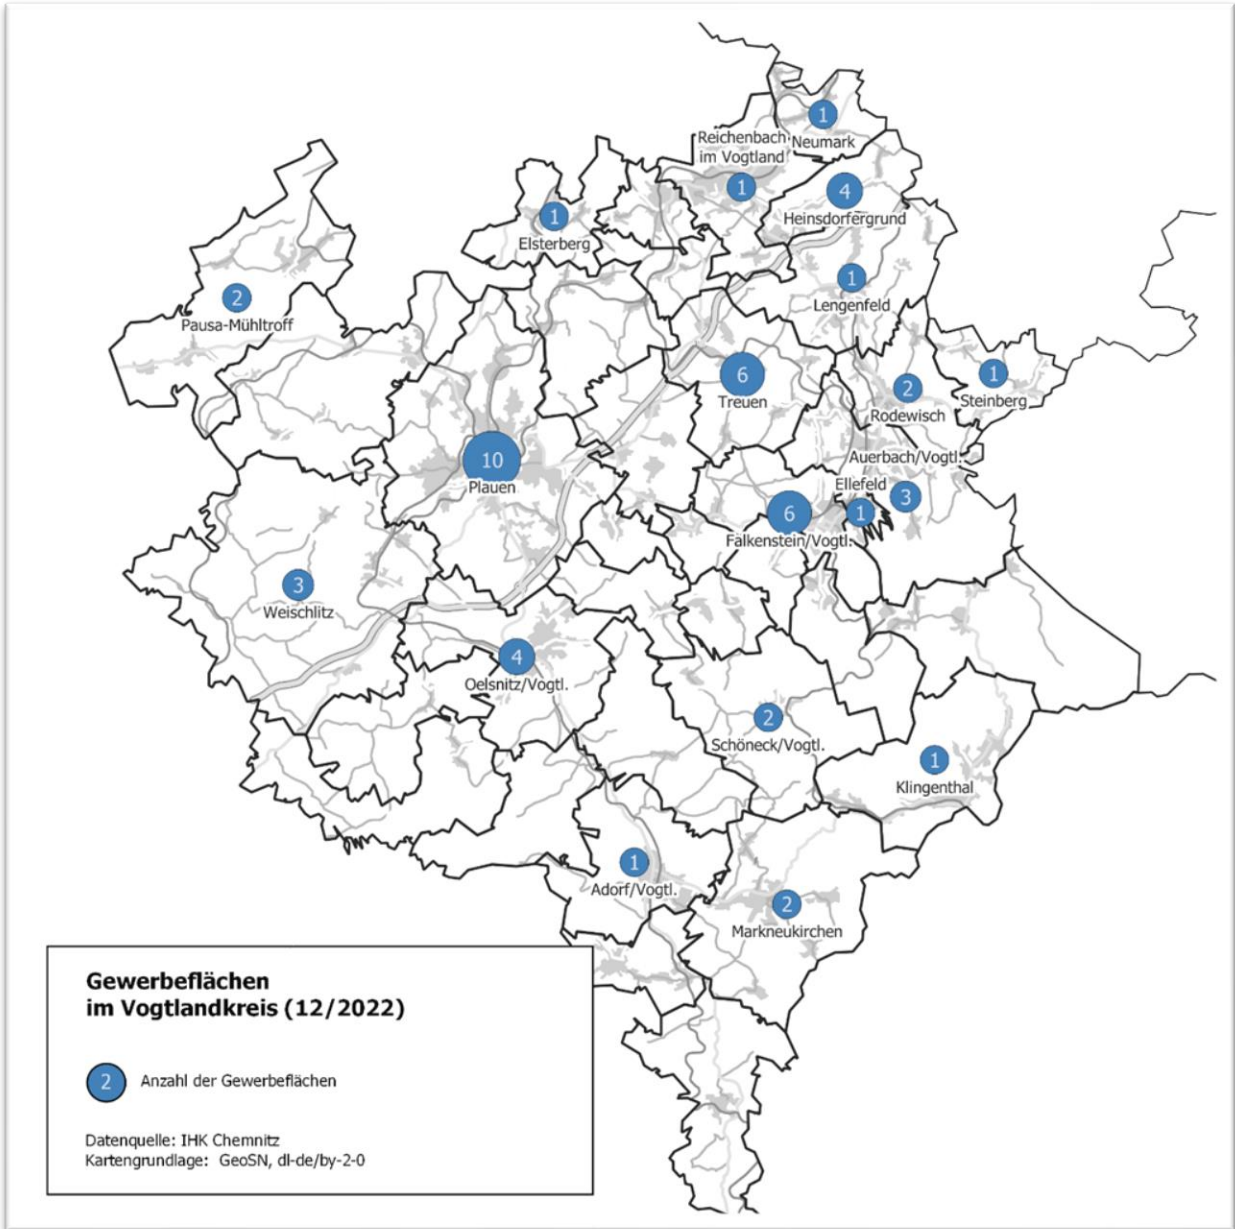 1
Neumark
Reichenbach
im Vogtland
1
4
Heinsdorfergrund
1
Elsterberg
1
Lengenfeld
2
Pausa-Mühltroff
6
Treuen
2
Rodewisch
1
Steinberg
10
Plauen
Auerbach/Vogtl.
3
Ellefeld
1
6
Falkenstein/Vogtl.
3
Weischlitz
4
Oelsnitz/Vogtl.
2
Schöneck/Vogtl.
1
Klingenthal
1
Adorf/Vogtl.
2
Markneukirchen
Gewerbeflächen
im Vogtlandkreis (12/2022)
2 Anzahl der Gewerbeflächen
Datenquelle: IHK Chemnitz
Kartengrundlage: GeoSN, dl-de/by-2-0